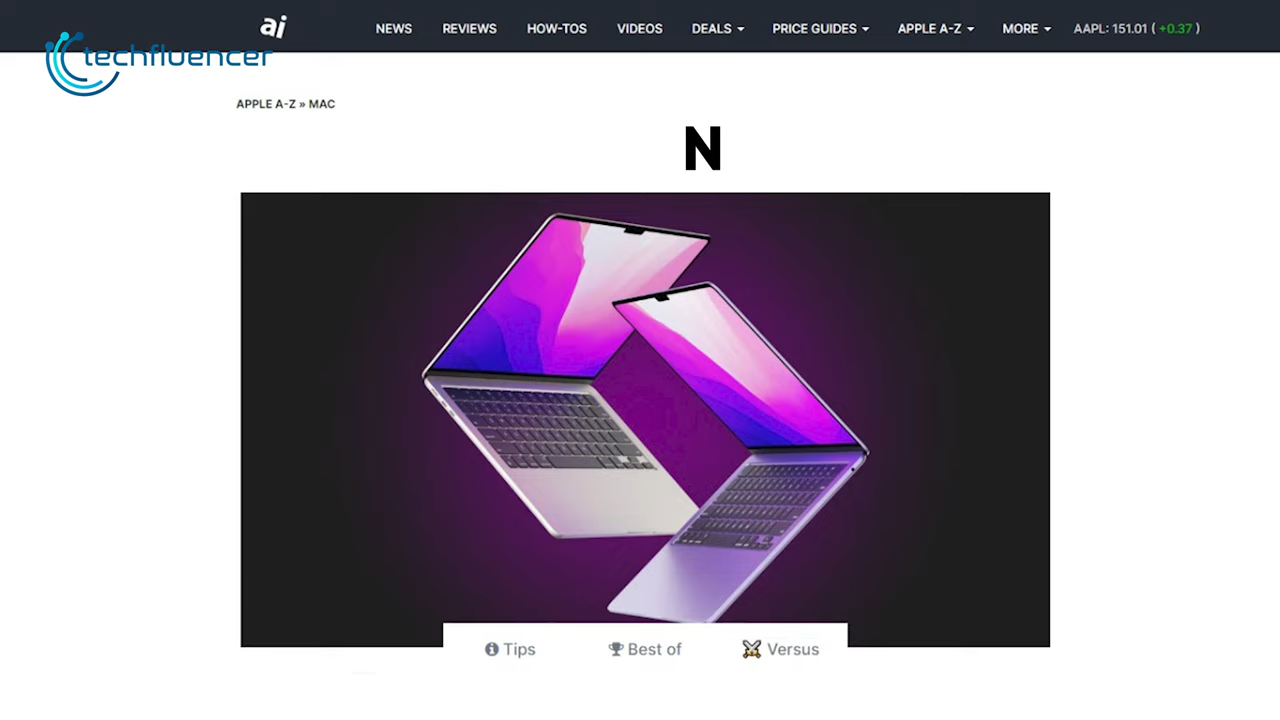 ai NEWS REVIEWS HOW-TOS VIDEOS DEALS PRICE GUIDES APPLE A-Z MORE AAPL: 151.01 ( +0.37 )
techfluencer
APPLE A-Z » MAC
N
Tips Best of Versus